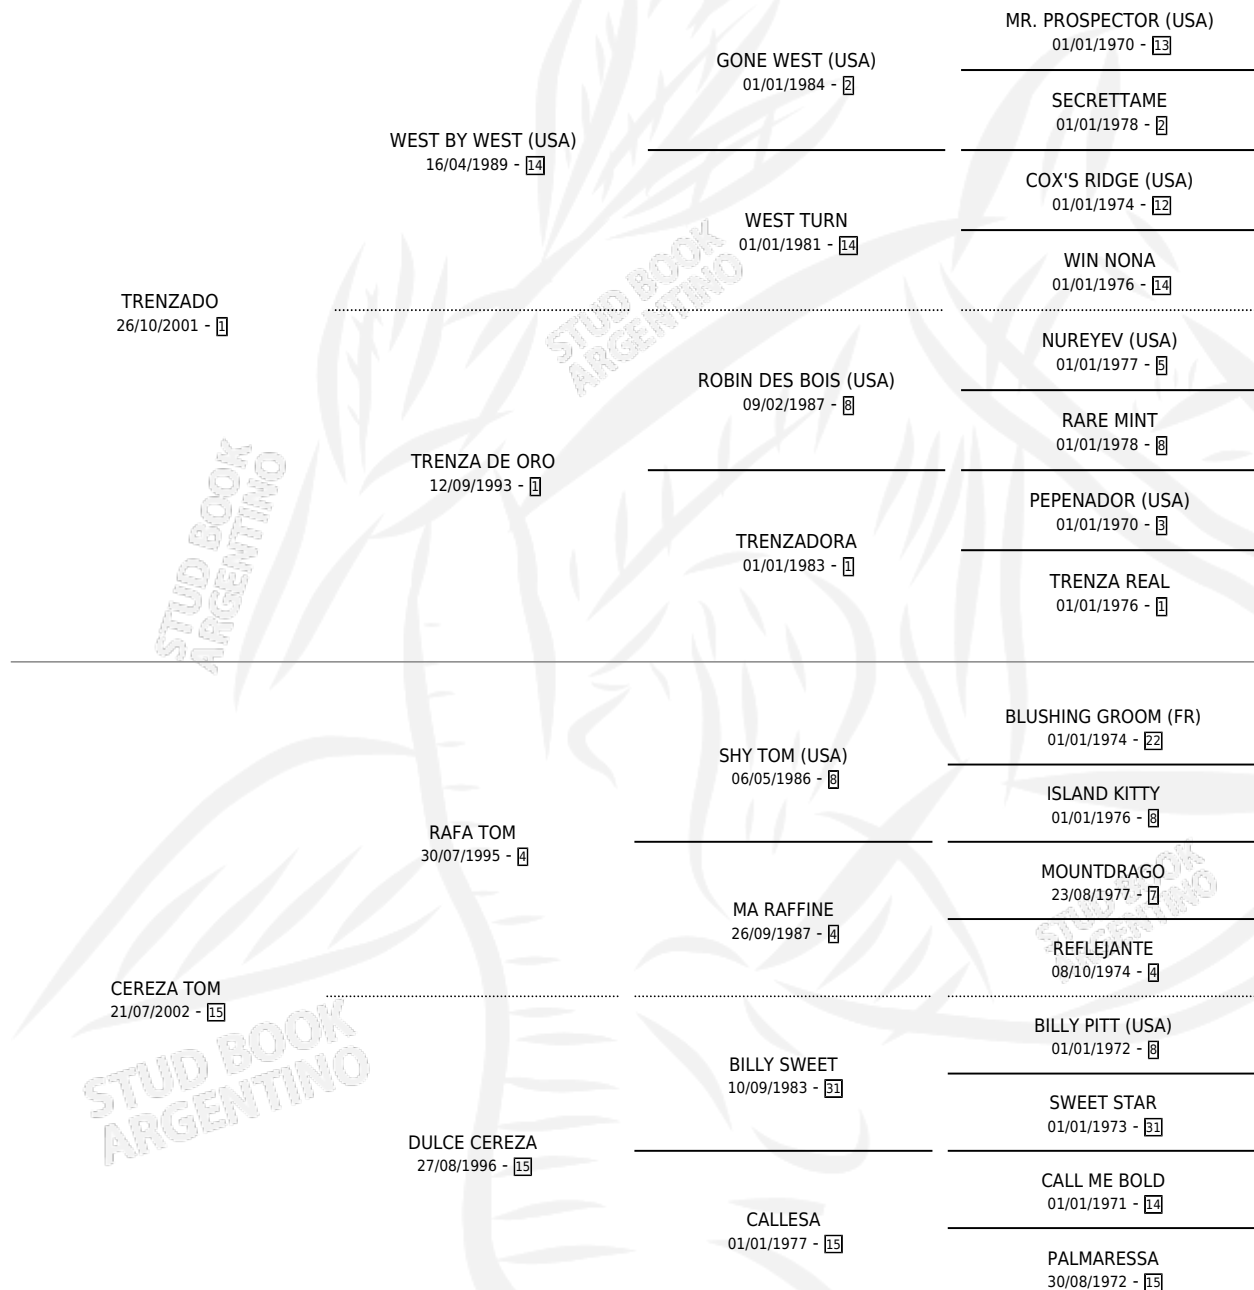 MR. PROSPECTOR (USA)
01/01/1970 - 13
GONE WEST (USA)
01/01/1984 - 2
SECRETTAME
01/01/1978 - 2
WEST BY WEST (USA)
16/04/1989 - 14
COX'S RIDGE (USA)
01/01/1974 - 12
WEST TURN
01/01/1981 - 14
WIN NONA
01/01/1976 - 14
TRENZADO
26/10/2001 - 1
NUREYEV (USA)
01/01/1977 - 5
ROBIN DES BOIS (USA)
09/02/1987 - 8
RARE MINT
01/01/1978 - 8
TRENZA DE ORO
12/09/1993 - 1
PEPENADOR (USA)
01/01/1970 - 3
TRENZADORA
01/01/1983 - 1
TRENZA REAL
01/01/1976 - 1
BLUSHING GROOM (FR)
01/01/1974 - 22
SHY TOM (USA)
06/05/1986 - 8
ISLAND KITTY
01/01/1976 - 8
RAFA TOM
30/07/1995 - 4
MOUNTDRAGO
23/08/1977 - 7
MA RAFFINE
26/09/1987 - 4
REFLEJANTE
08/10/1974 - 4
CEREZA TOM
21/07/2002 - 15
BILLY PITT (USA)
01/01/1972 - 8
BILLY SWEET
10/09/1983 - 31
SWEET STAR
01/01/1973 - 31
DULCE CEREZA
27/08/1996 - 15
CALL ME BOLD
01/01/1971 - 14
CALLESA
01/01/1977 - 15
PALMARESSA
30/08/1972 - 15
STUD BOOK
ARGENTINO
STUD BOOK
ARGENTINO
STUD BOOK
ARGENTINO
STUD BOOK
ARGENTINO